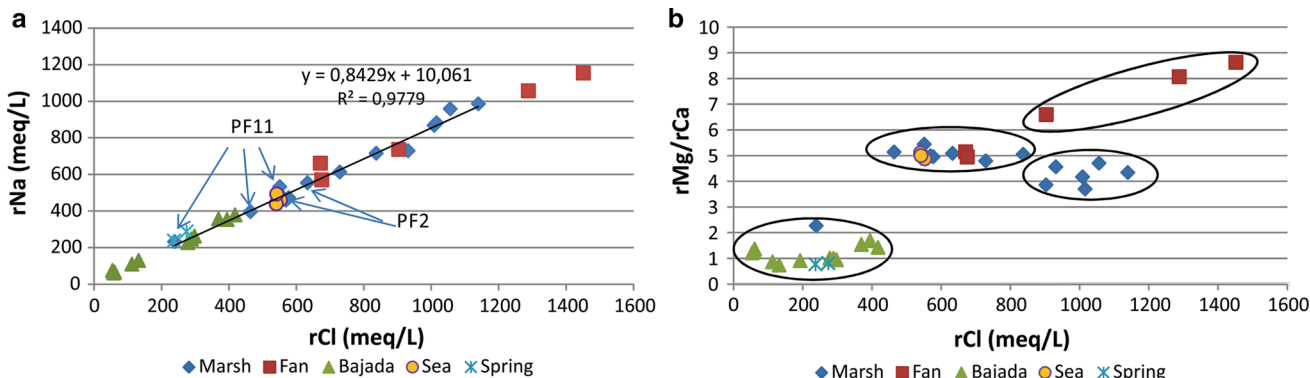 a
1400
1200
1000
800
600
400
200
0
rNa (meq/L)
y = 0,8429x + 10,061
R² = 0,9779
PF11
PF2
0 200 400 600 800 1000 1200 1400 1600
rCl (meq/L)
Marsh Fan Bajada Sea Spring
b
10
9
8
7
6
5
4
3
2
1
0
rMg/rCa
0 200 400 600 800 1000 1200 1400 1600
rCl (meq/L)
Marsh Fan Bajada Sea Spring